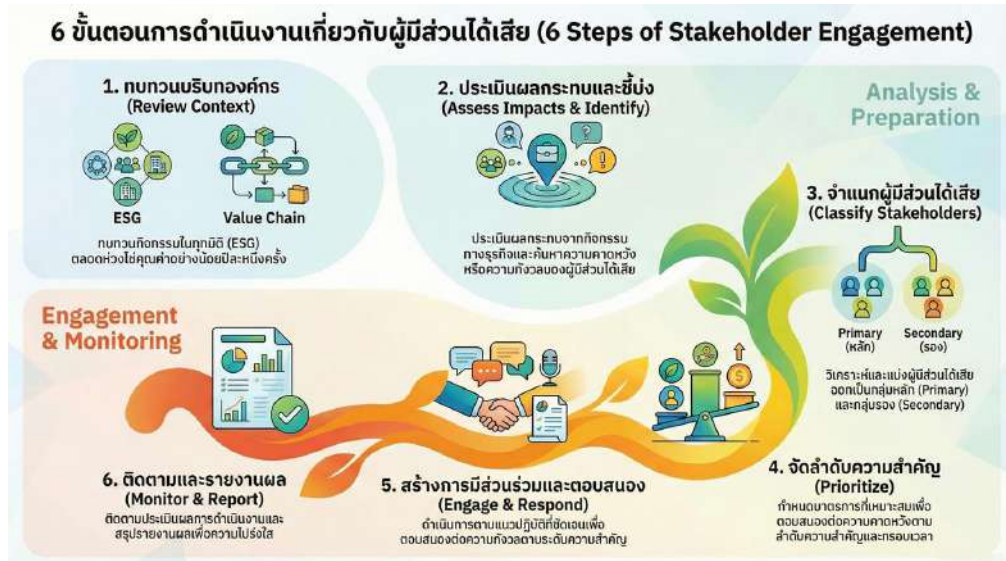 6 ขั้นตอนการดำเนินงานเกี่ยวกับผู้มีส่วนได้เสีย (6 Steps of Stakeholder Engagement)
1. ทบทวนบริบทองค์กร
(Review Context)
ESG
Value Chain
ทบทวนกิจกรรมในทุกมิติ (ESG)
ตลอดห่วงโซ่คุณค่าอย่างน้อยปีละหนึ่งครั้ง
2. ประเมินผลกระทบและชี้บ่ง
(Assess Impacts & Identify)
ประเมินผลกระทบจากกิจกรรม
ทางธุรกิจและค้นหาความคาดหวัง
หรือความกังวลของผู้มีส่วนได้เสีย
Analysis &
Preparation
3. จำแนกผู้มีส่วนได้เสีย
(Classify Stakeholders)
Primary
(หลัก)
Secondary
(รอง)
วิเคราะห์และแบ่งผู้มีส่วนได้เสีย
ออกเป็นกลุ่มหลัก (Primary)
และกลุ่มรอง (Secondary)
4. จัดลำดับความสำคัญ
(Prioritize)
กำหนดมาตรการที่เหมาะสมเพื่อ
ตอบสนองต่อความคาดหวังตาม
ลำดับความสำคัญและกรอบเวลา
Engagement
& Monitoring
5. สร้างการมีส่วนร่วมและตอบสนอง
(Engage & Respond)
ดำเนินการตามแนวปฏิบัติที่ชัดเจนเพื่อ
ตอบสนองต่อความกังวลตามระดับความสำคัญ
6. ติดตามและรายงานผล
(Monitor & Report)
ติดตามประเมินผลการดำเนินงานและ
สรุปรายงานผลเพื่อความโปร่งใส